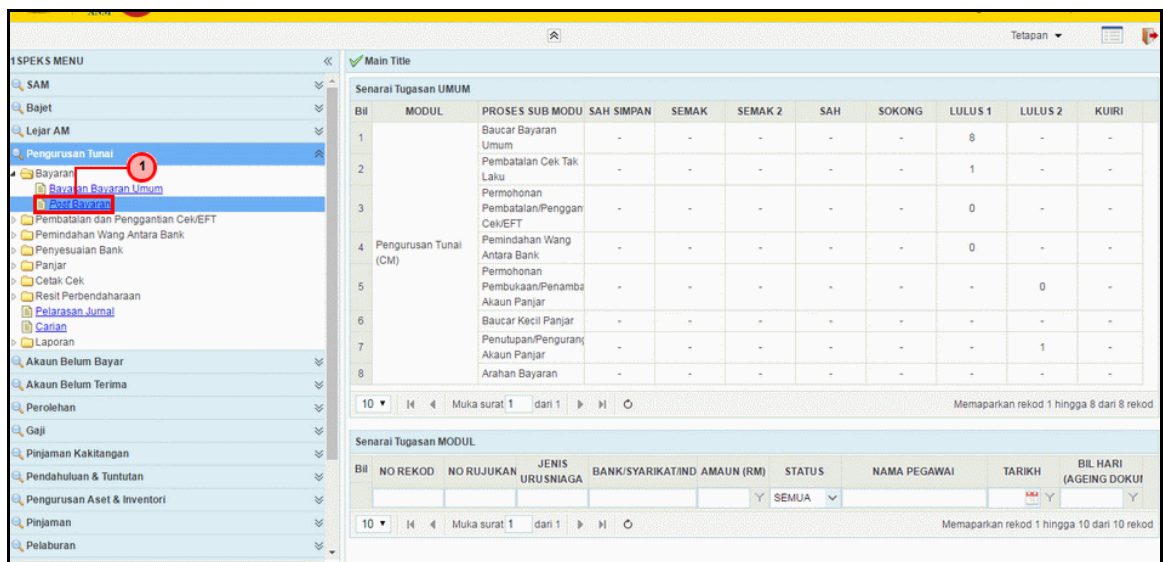 Tetapan
1SPEKS MENU
SAM
Bajet
Lejar AM
Pengurusan Tunai
1
Bayaran
Bayaran Bayaran Umum
Post Bayaran
Pembatalan dan Penggantian Cek/EFT
Pemindahan Wang Antara Bank
Penyesuaian Bank
Panjar
Cetak Cek
Resit Perbendaharaan
Pelarasan Jurnal
Carian
Laporan
Akaun Belum Bayar
Akaun Belum Terima
Perolehan
Gaji
Pinjaman Kakitangan
Pendahuluan & Tuntutan
Pengurusan Aset & Inventori
Pinjaman
Pelaburan
Main Title
Senarai Tugasan UMUM
Bil MODUL PROSES SUB MODU SAH SIMPAN SEMAK SEMAK 2 SAH SOKONG LULUS 1 LULUS 2 KUIRI
Pengurusan Tunai
(CM)
1 Baucar Bayaran
Umum - - - - - 8 - -
2 Pembatalan Cek Tak
Laku - - - - - 1 - -
3 Permohonan
Pembatalan/Penggan
Cek/EFT - - - - - 0 - -
4 Pemindahan Wang
Antara Bank - - - - - 0 - -
5 Permohonan
Pembukaan/Penamba
Akaun Panjar - - - - - - 0 -
6 Baucar Kecil Panjar - - - - - - - -
7 Penutupan/Pengurang
Akaun Panjar - - - - - - 1 -
8 Arahan Bayaran - - - - - - - -
10 Muka surat 1 dari 1 Memaparkan rekod 1 hingga 8 dari 8 rekod
Senarai Tugasan MODUL
Bil NO REKOD NO RUJUKAN JENIS
URUSNIAGA BANK/SYARIKAT/IND AMAUN (RM) STATUS NAMA PEGAWAI TARIKH BIL HARI
(AGEING DOKUM
SEMUA
10 Muka surat 1 dari 1 Memaparkan rekod 1 hingga 10 dari 10 rekod